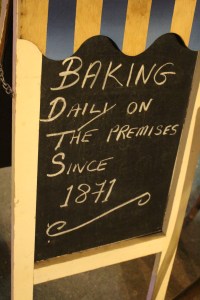 BAKING
DAILY ON
THE PREMISES
SINCE
1871